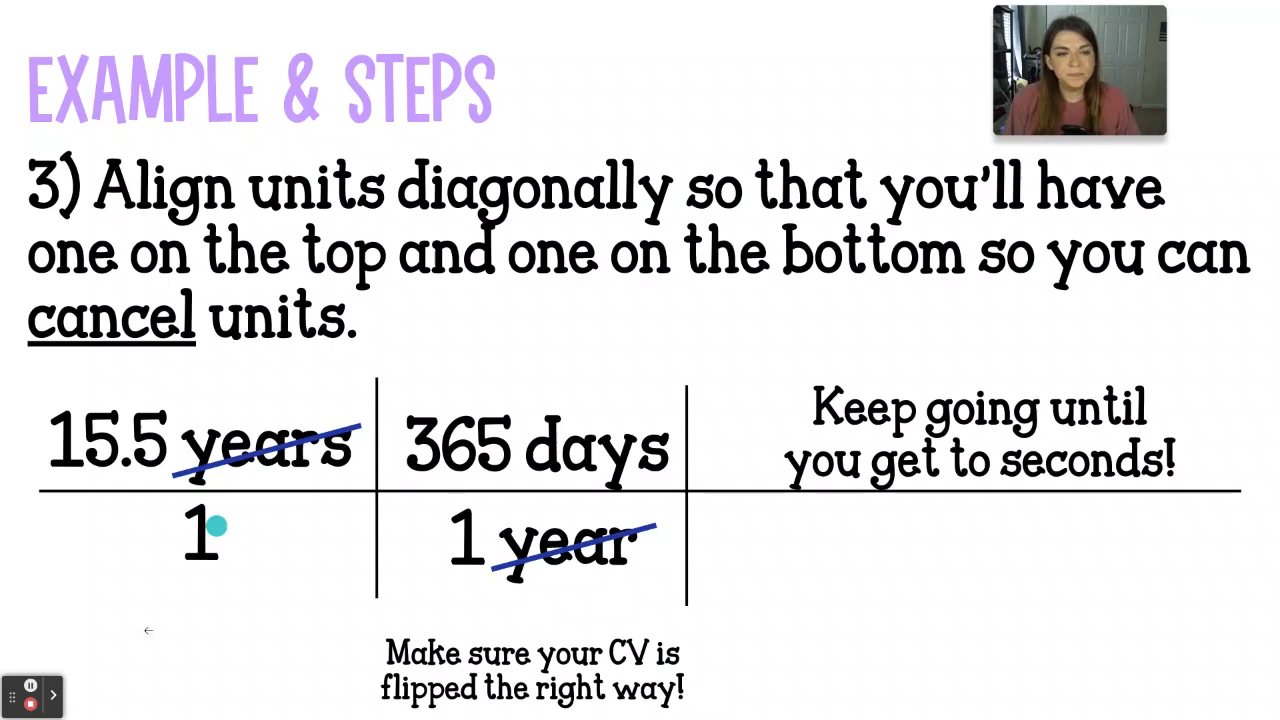 EXAMPLE & STEPS
3) Align units diagonally so that you'll have
one on the top and one on the bottom so you can
cancel units.
15.5 years
365 days
Keep going until
you get to seconds!
1
1 year
Make sure your CV is
flipped the right way!